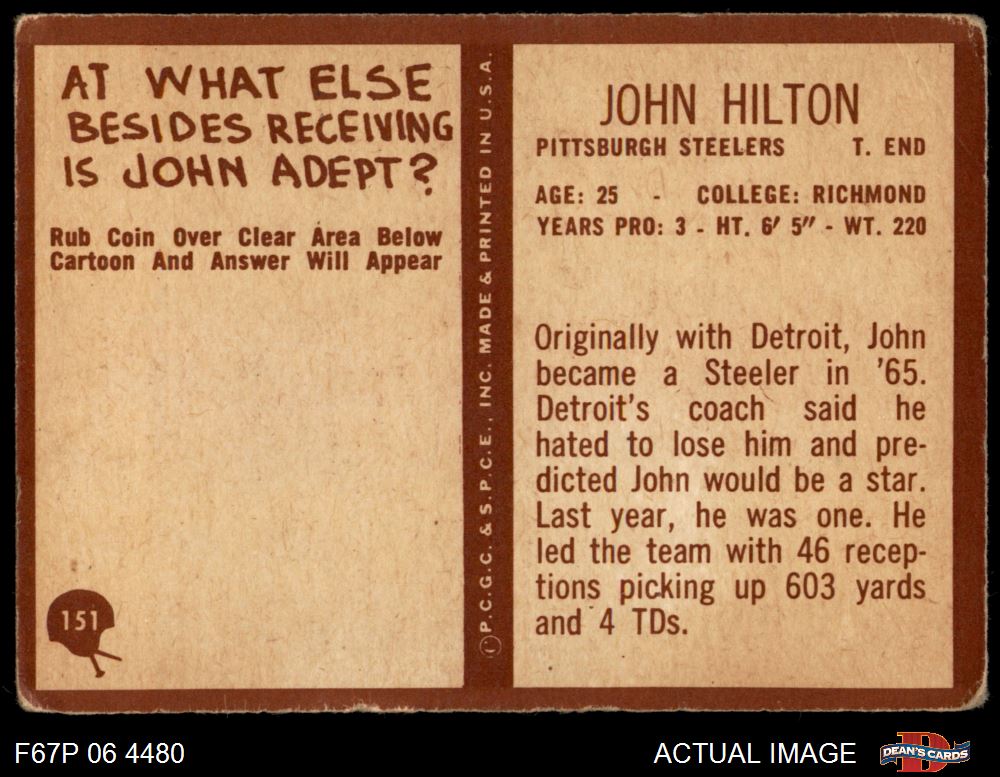 AT WHAT ELSE
BESIDES RECEIVING
IS JOHN ADEPT?
Rub Coin Over Clear Area Below
Cartoon And Answer Will Appear
151
© P.C.G.C. & S.P.C.E., INC. MADE & PRINTED IN U.S.A.
JOHN HILTON
PITTSBURGH STEELERS T. END
AGE: 25 - COLLEGE: RICHMOND
YEARS PRO: 3 - HT. 6' 5" - WT. 220
Originally with Detroit, John
became a Steeler in '65.
Detroit's coach said he
hated to lose him and pre-
dicted John would be a star.
Last year, he was one. He
led the team with 46 recep-
tions picking up 603 yards
and 4 TDs.
F67P 06 4480
ACTUAL IMAGE
D
DEAN'S CARDS